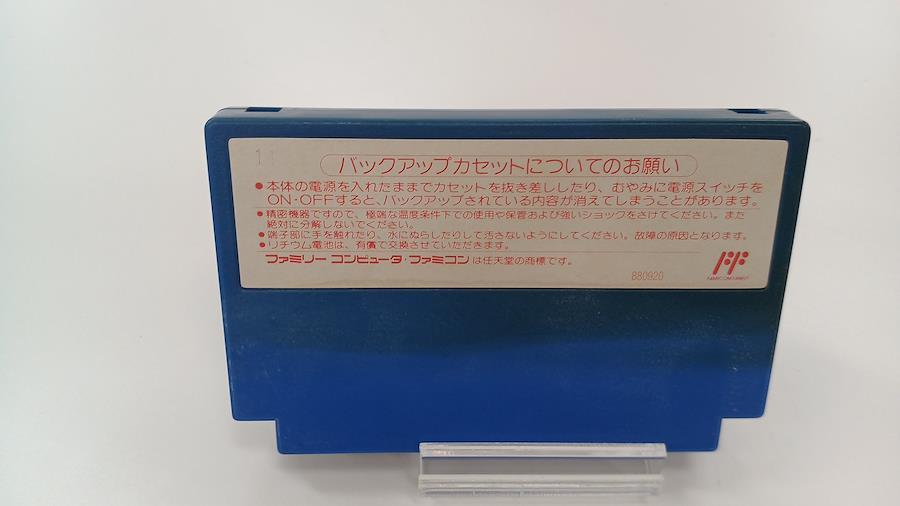 11
バックアップカセットについてのお願い
●本体の電源を入れたままでカセットを抜き差ししたり、むやみに電源スイッチを
ON・OFFすると、バックアップされている内容が消えてしまうことがあります。
●精密機器ですので、極端な温度条件下での使用や保管および強いショックをさけてください。また
絶対に分解しないでください。
●端子部に手を触れたり、水にぬらしたりして汚さないようにしてください。故障の原因となります。
●リチウム電池は、有償で交換させていただきます。
ファミリー コンピュータ・ファミコンは任天堂の商標です。
880920